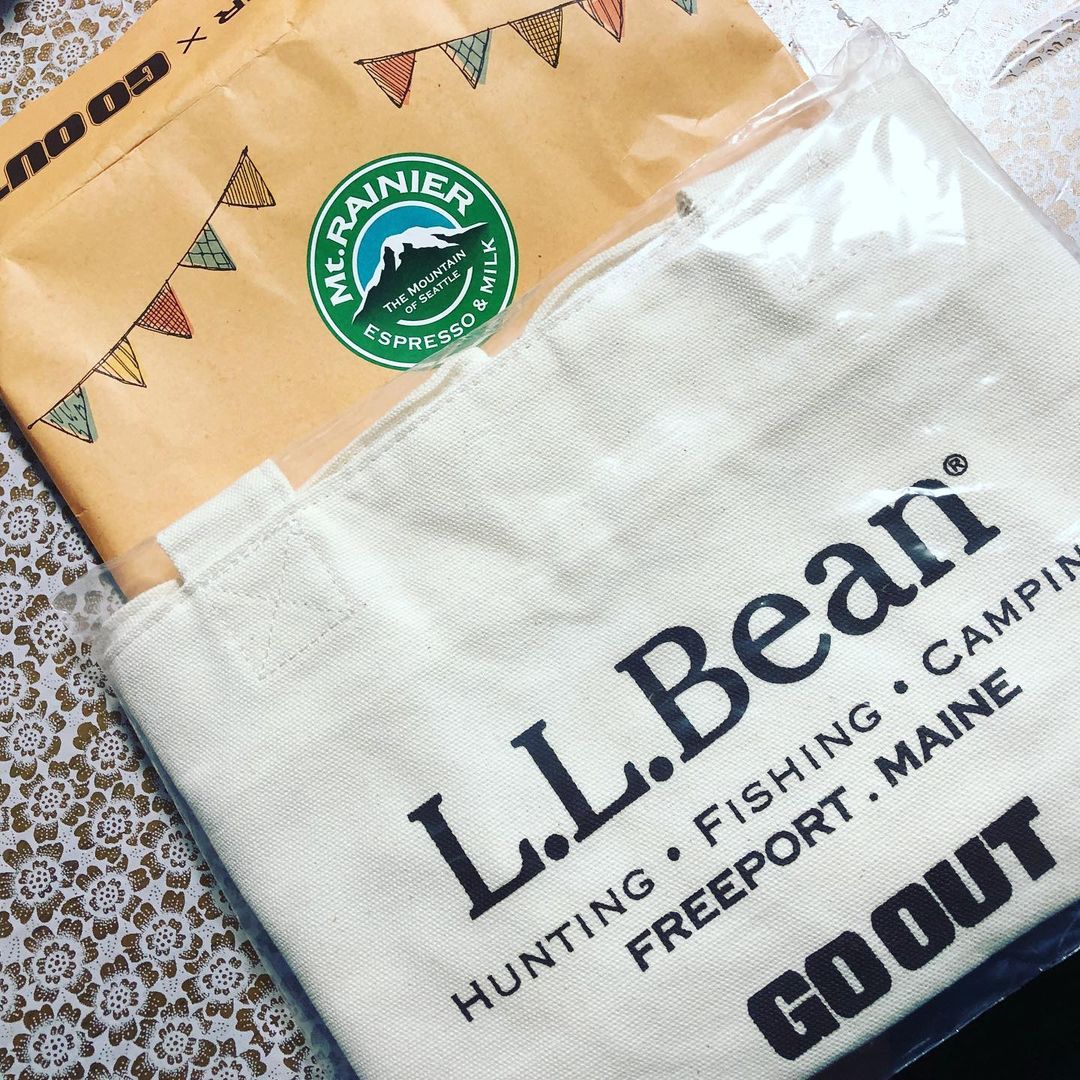 R × GO OUT
Mt. RAINIER
THE MOUNTAIN
OF SEATTLE
ESPRESSO & MILK
L.L.Bean®
HUNTING • FISHING • CAMPIN
FREEPORT . MAINE
GO OUT